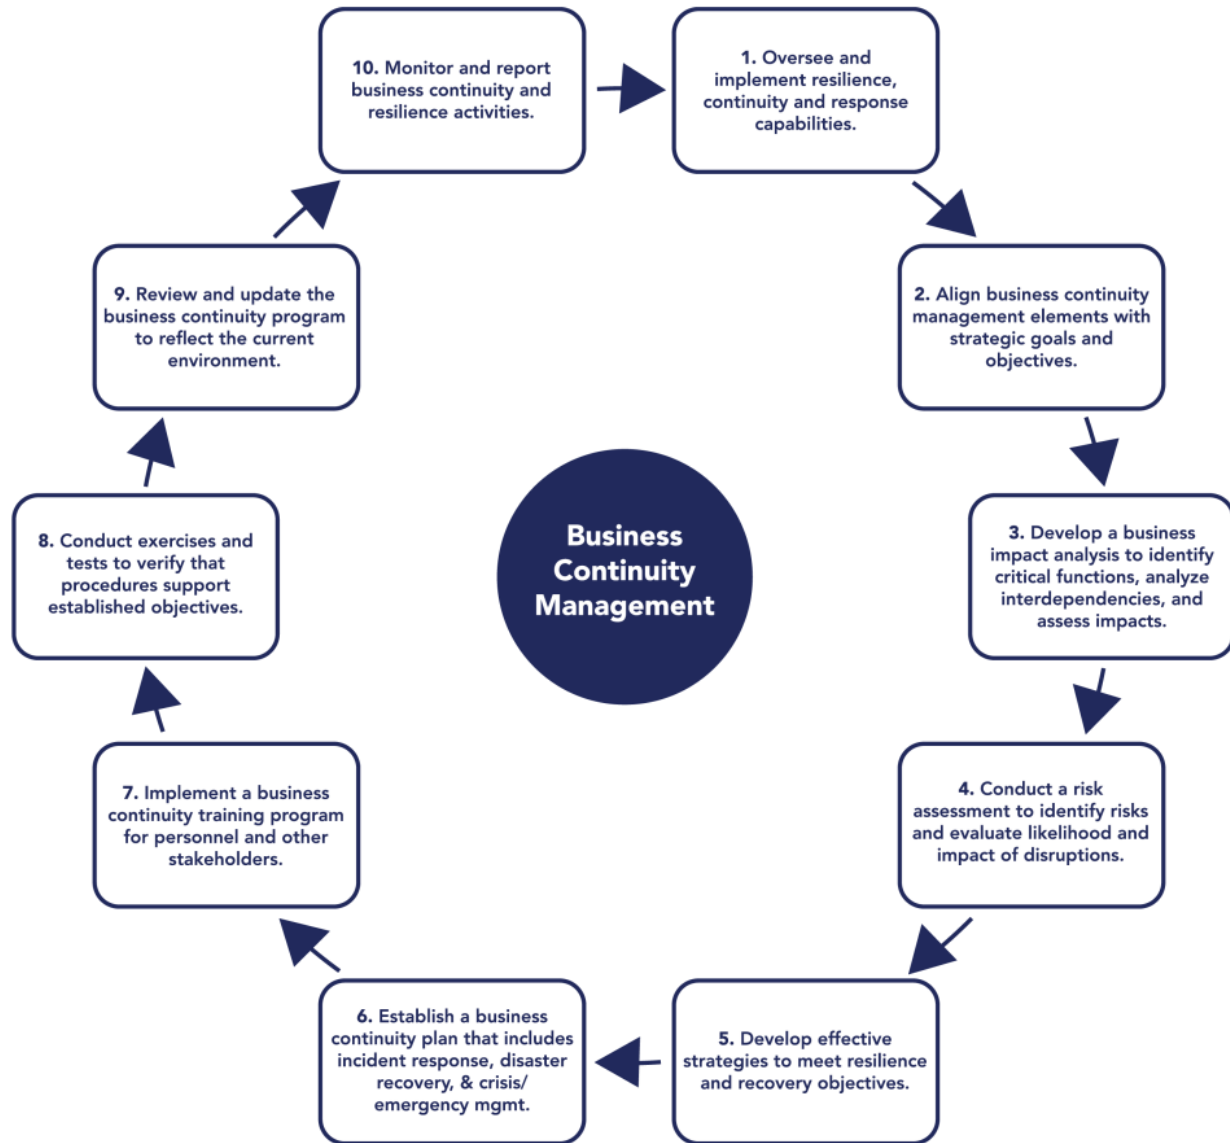 10. Monitor and report
business continuity and
resilience activities.
1. Oversee and
implement resilience,
continuity and response
capabilities.
9. Review and update the
business continuity program
to reflect the current
environment.
2. Align business continuity
management elements with
strategic goals and
objectives.
Business
Continuity
Management
8. Conduct exercises and
tests to verify that
procedures support
established objectives.
3. Develop a business
impact analysis to identify
critical functions, analyze
interdependencies, and
assess impacts.
7. Implement a business
continuity training program
for personnel and other
stakeholders.
4. Conduct a risk
assessment to identify risks
and evaluate likelihood and
impact of disruptions.
6. Establish a business
continuity plan that includes
incident response, disaster
recovery, & crisis/
emergency mgmt.
5. Develop effective
strategies to meet resilience
and recovery objectives.